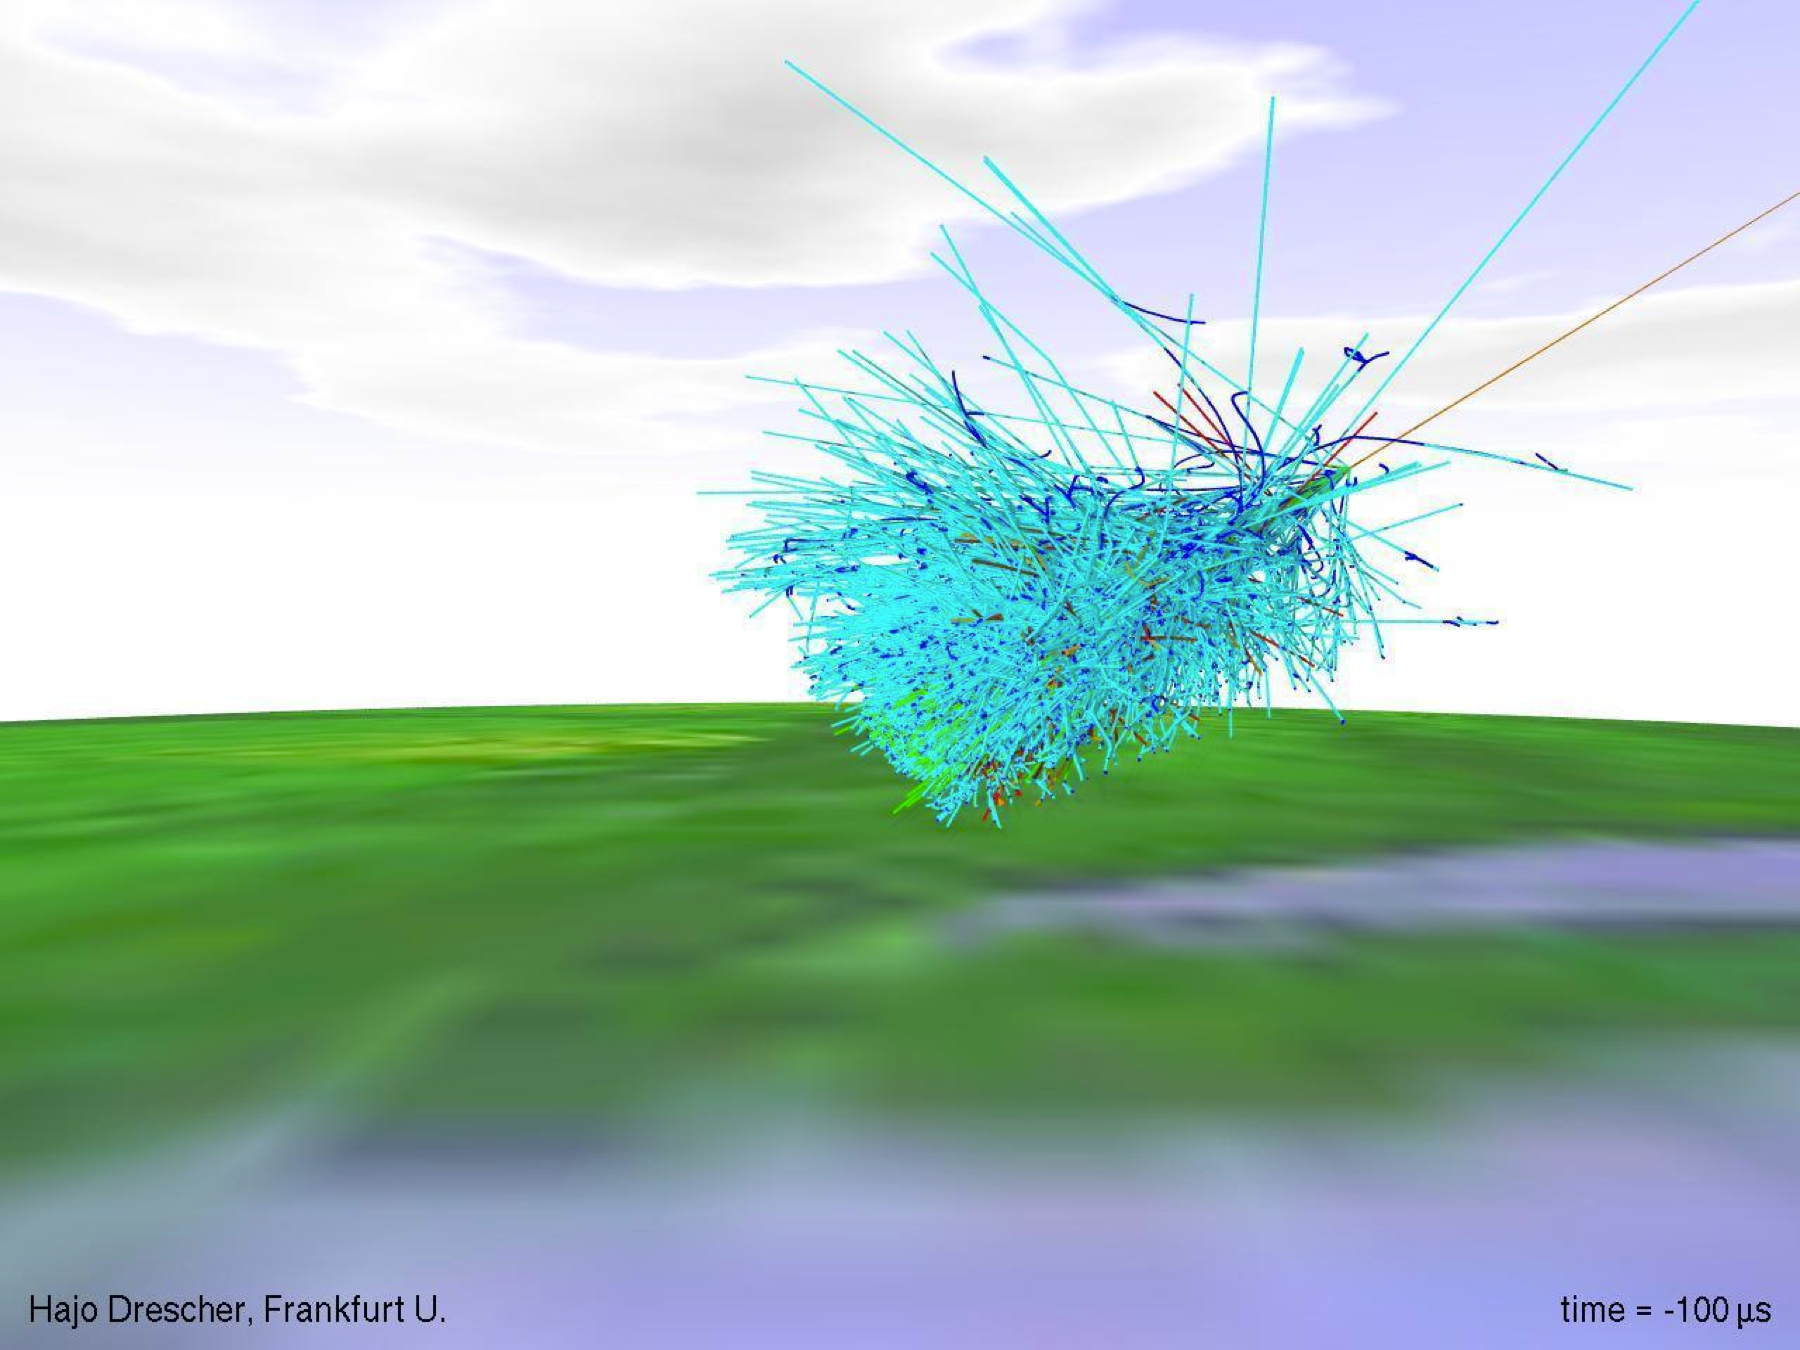 Hajo Drescher, Frankfurt U.
time = -100 µs